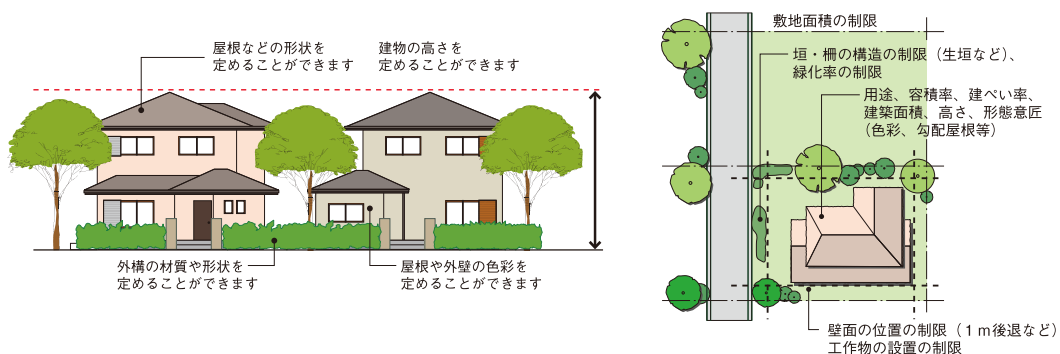 屋根などの形状を
定めることができます
建物の高さを
定めることができます
外構の材質や形状を
定めることができます
屋根や外壁の色彩を
定めることができます
敷地面積の制限
垣・柵の構造の制限（生垣など）、
緑化率の制限
用途、容積率、建ぺい率、
建築面積、高さ、形態意匠
（色彩、勾配屋根等）
壁面の位置の制限（１ｍ後退など）
工作物の設置の制限